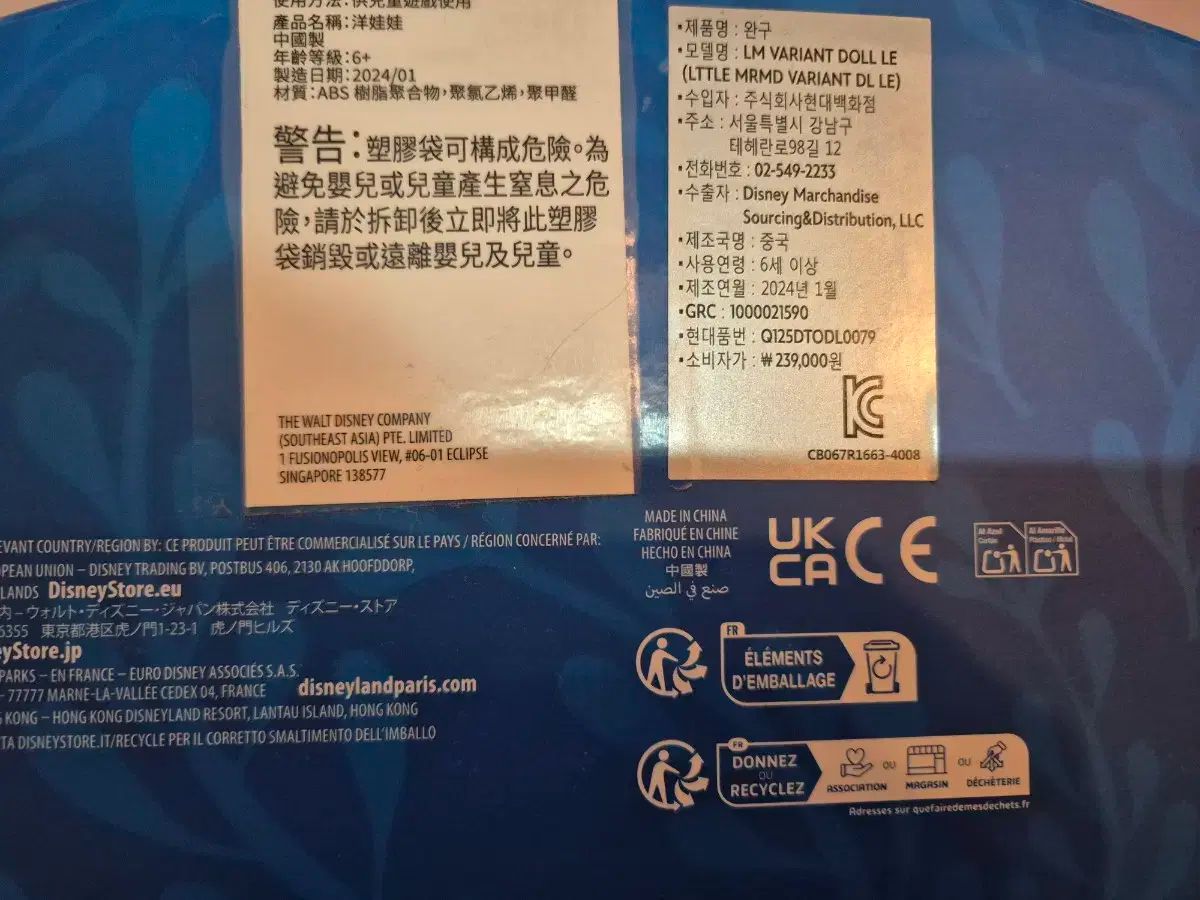 使用方法:供兒童遊戲使用
產品名稱:洋娃娃
中國製
年齡等級:6+
製造日期:2024/01
材質:ABS 樹脂聚合物,聚氯乙烯,聚甲醛
警告:塑膠袋可構成危險。為
避免嬰兒或兒童產生窒息之危
險,請於拆卸後立即將此塑膠
袋銷毀或遠離嬰兒及兒童。
THE WALT DISNEY COMPANY
(SOUTHEAST ASIA) PTE. LIMITED
1 FUSIONOPOLIS VIEW, #06-01 ECLIPSE
SINGAPORE 138577
•제품명 : 완구
•모델명 : LM VARIANT DOLL LE
(LTTLE MRMD VARIANT DL LE)
•수입자 : 주식회사현대백화점
•주소 : 서울특별시 강남구
테헤란로98길 12
•전화번호 : 02-549-2233
•수출자 : Disney Marchandise
Sourcing&Distribution, LLC
•제조국명 : 중국
•사용연령 : 6세 이상
•제조연월 : 2024년 1월
•GRC : 1000021590
•현대품번 : Q125DTODL0079
•소비자가 : ₩239,000원
KC
CB067R1663-4008
EVANT COUNTRY/REGION BY: CE PRODUIT PEUT ÊTRE COMMERCIALISÉ SUR LE PAYS / RÉGION CONCERNÉ PAR:
OPEAN UNION – DISNEY TRADING BV, POSTBUS 406, 2130 AK HOOFDDORP,
LANDS DisneyStore.eu
内 – ウォルト・ディズニー・ジャパン株式会社 ディズニー・ストア
6355 東京都港区虎ノ門1-23-1 虎ノ門ヒルズ
eyStore.jp
PARKS – EN FRANCE – EURO DISNEY ASSOCIÉS S.A.S.
– 77777 MARNE-LA-VALLÉE CEDEX 04, FRANCE disneylandparis.com
G KONG – HONG KONG DISNEYLAND RESORT, LANTAU ISLAND, HONG KONG
TA DISNEYSTORE.IT/RECYCLE PER IL CORRETTO SMALTIMENTO DELL'IMBALLO
MADE IN CHINA
FABRIQUÉ EN CHINE
HECHO EN CHINA
中國製
صنع في الصين
UK
CA
CE
Al Azul
Cartón
Al Amarillo
Plástico / Metal
FR
ÉLÉMENTS
D'EMBALLAGE
FR
DONNEZ
OU
RECYCLEZ
ASSOCIATION OU MAGASIN OU DÉCHÈTERIE
Adresses sur quefairedemesdechets.fr